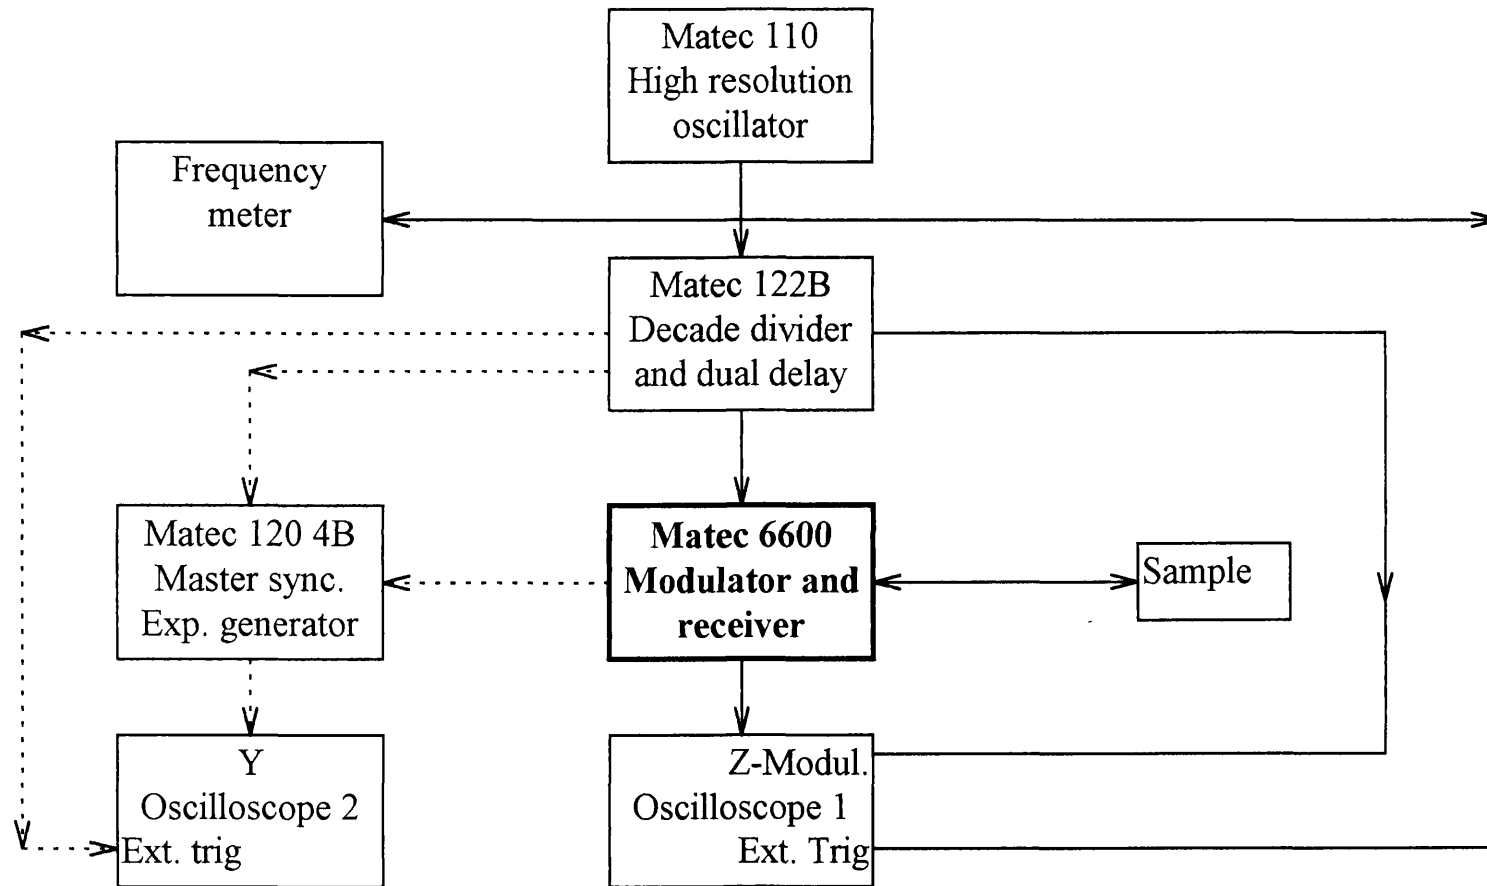 Matec 110
High resolution
oscillator
Frequency
meter
Matec 122B
Decade divider
and dual delay
Matec 120 4B
Master sync.
Exp. generator
Matec 6600
Modulator and
receiver
Sample
Y
Oscilloscope 2
Ext. trig
Z-Modul.
Oscilloscope 1
Ext. Trig